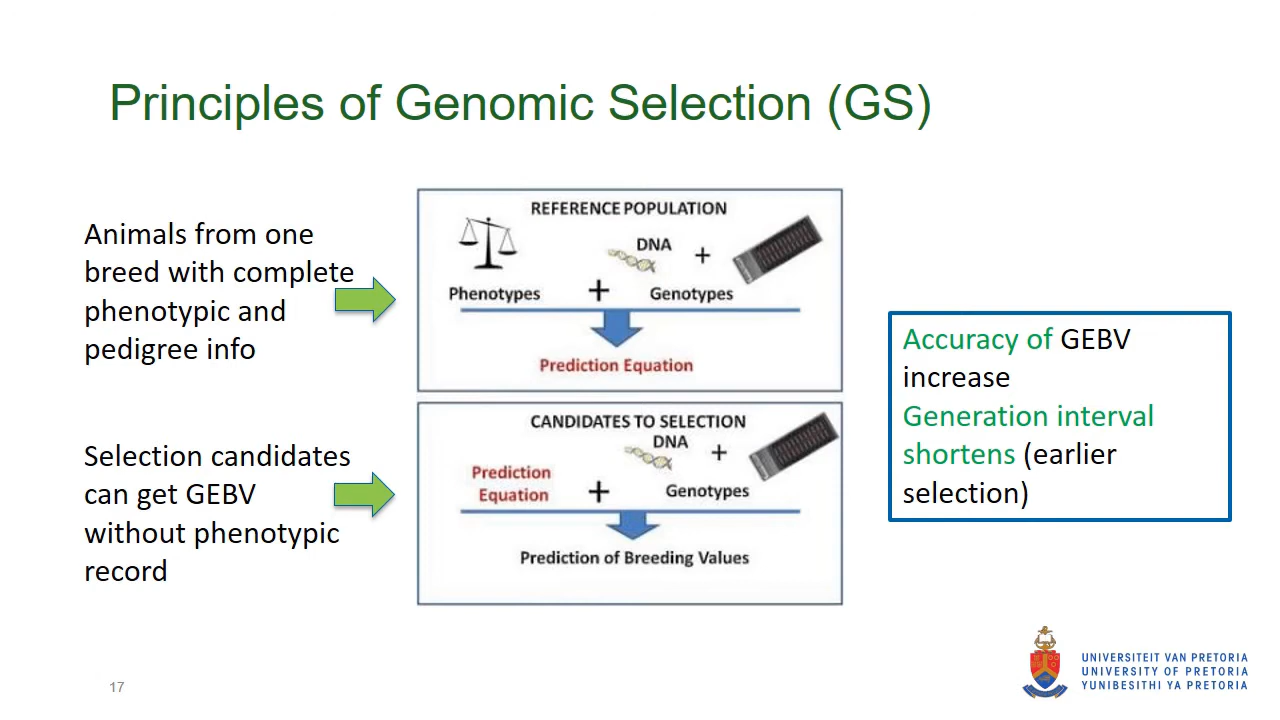 Principles of Genomic Selection (GS)
Animals from one
breed with complete
phenotypic and
pedigree info
REFERENCE POPULATION
DNA
+
Phenotypes
+
Genotypes
Prediction Equation
Selection candidates
can get GEBV
without phenotypic
record
CANDIDATES TO SELECTION
DNA
+
Prediction
Equation
+
Genotypes
Prediction of Breeding Values
Accuracy of GEBV
increase
Generation interval
shortens (earlier
selection)
17
UNIVERSITEIT VAN PRETORIA
UNIVERSITY OF PRETORIA
YUNIBESITHI YA PRETORIA